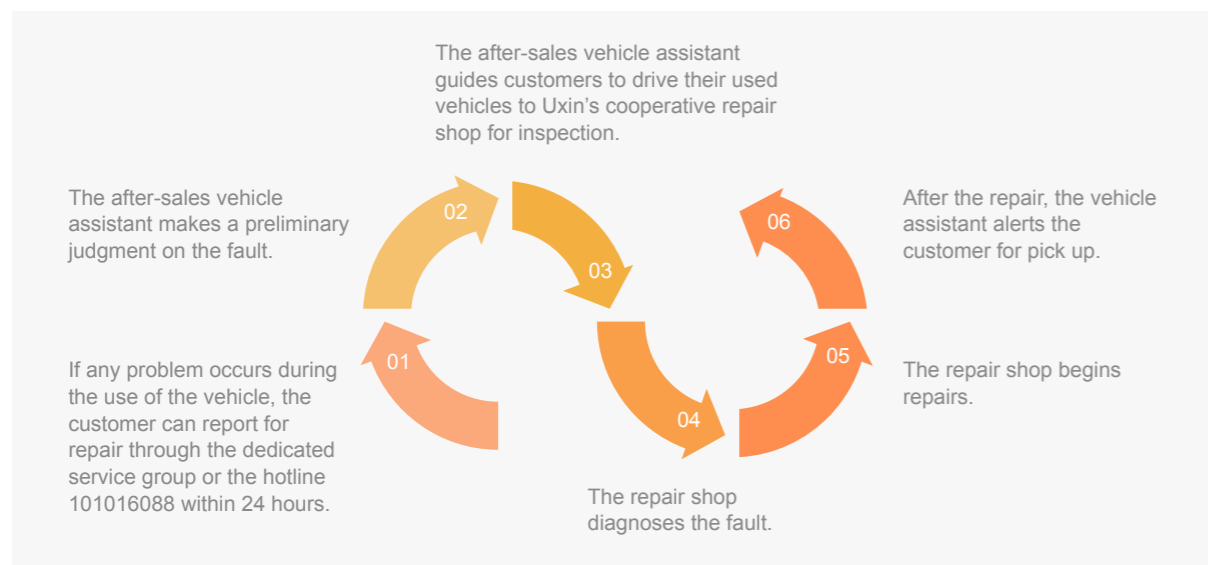 01
If any problem occurs during
the use of the vehicle, the
customer can report for
repair through the dedicated
service group or the hotline
101016088 within 24 hours.
02
The after-sales vehicle
assistant makes a preliminary
judgment on the fault.
03
The after-sales vehicle assistant
guides customers to drive their used
vehicles to Uxin’s cooperative repair
shop for inspection.
04
The repair shop
diagnoses the fault.
05
The repair shop begins
repairs.
06
After the repair, the vehicle
assistant alerts the
customer for pick up.